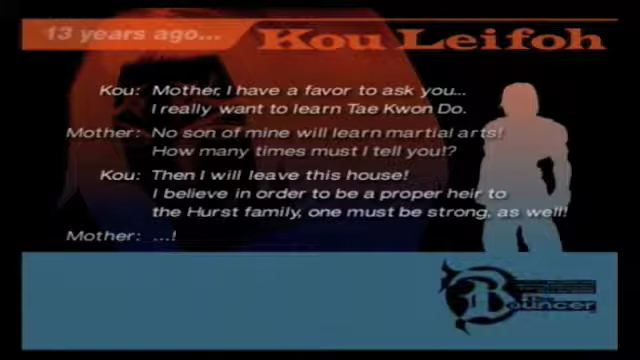 13 years ago...
Kou Leifoh
Kou: Mother, I have a favor to ask you...
I really want to learn Tae Kwon Do.
Mother: No son of mine will learn martial arts!
How many times must I tell you!?
Kou: Then I will leave this house!
I believe in order to be a proper heir to
the Hurst family, one must be strong, as well!
Mother: ...!
The
Bouncer